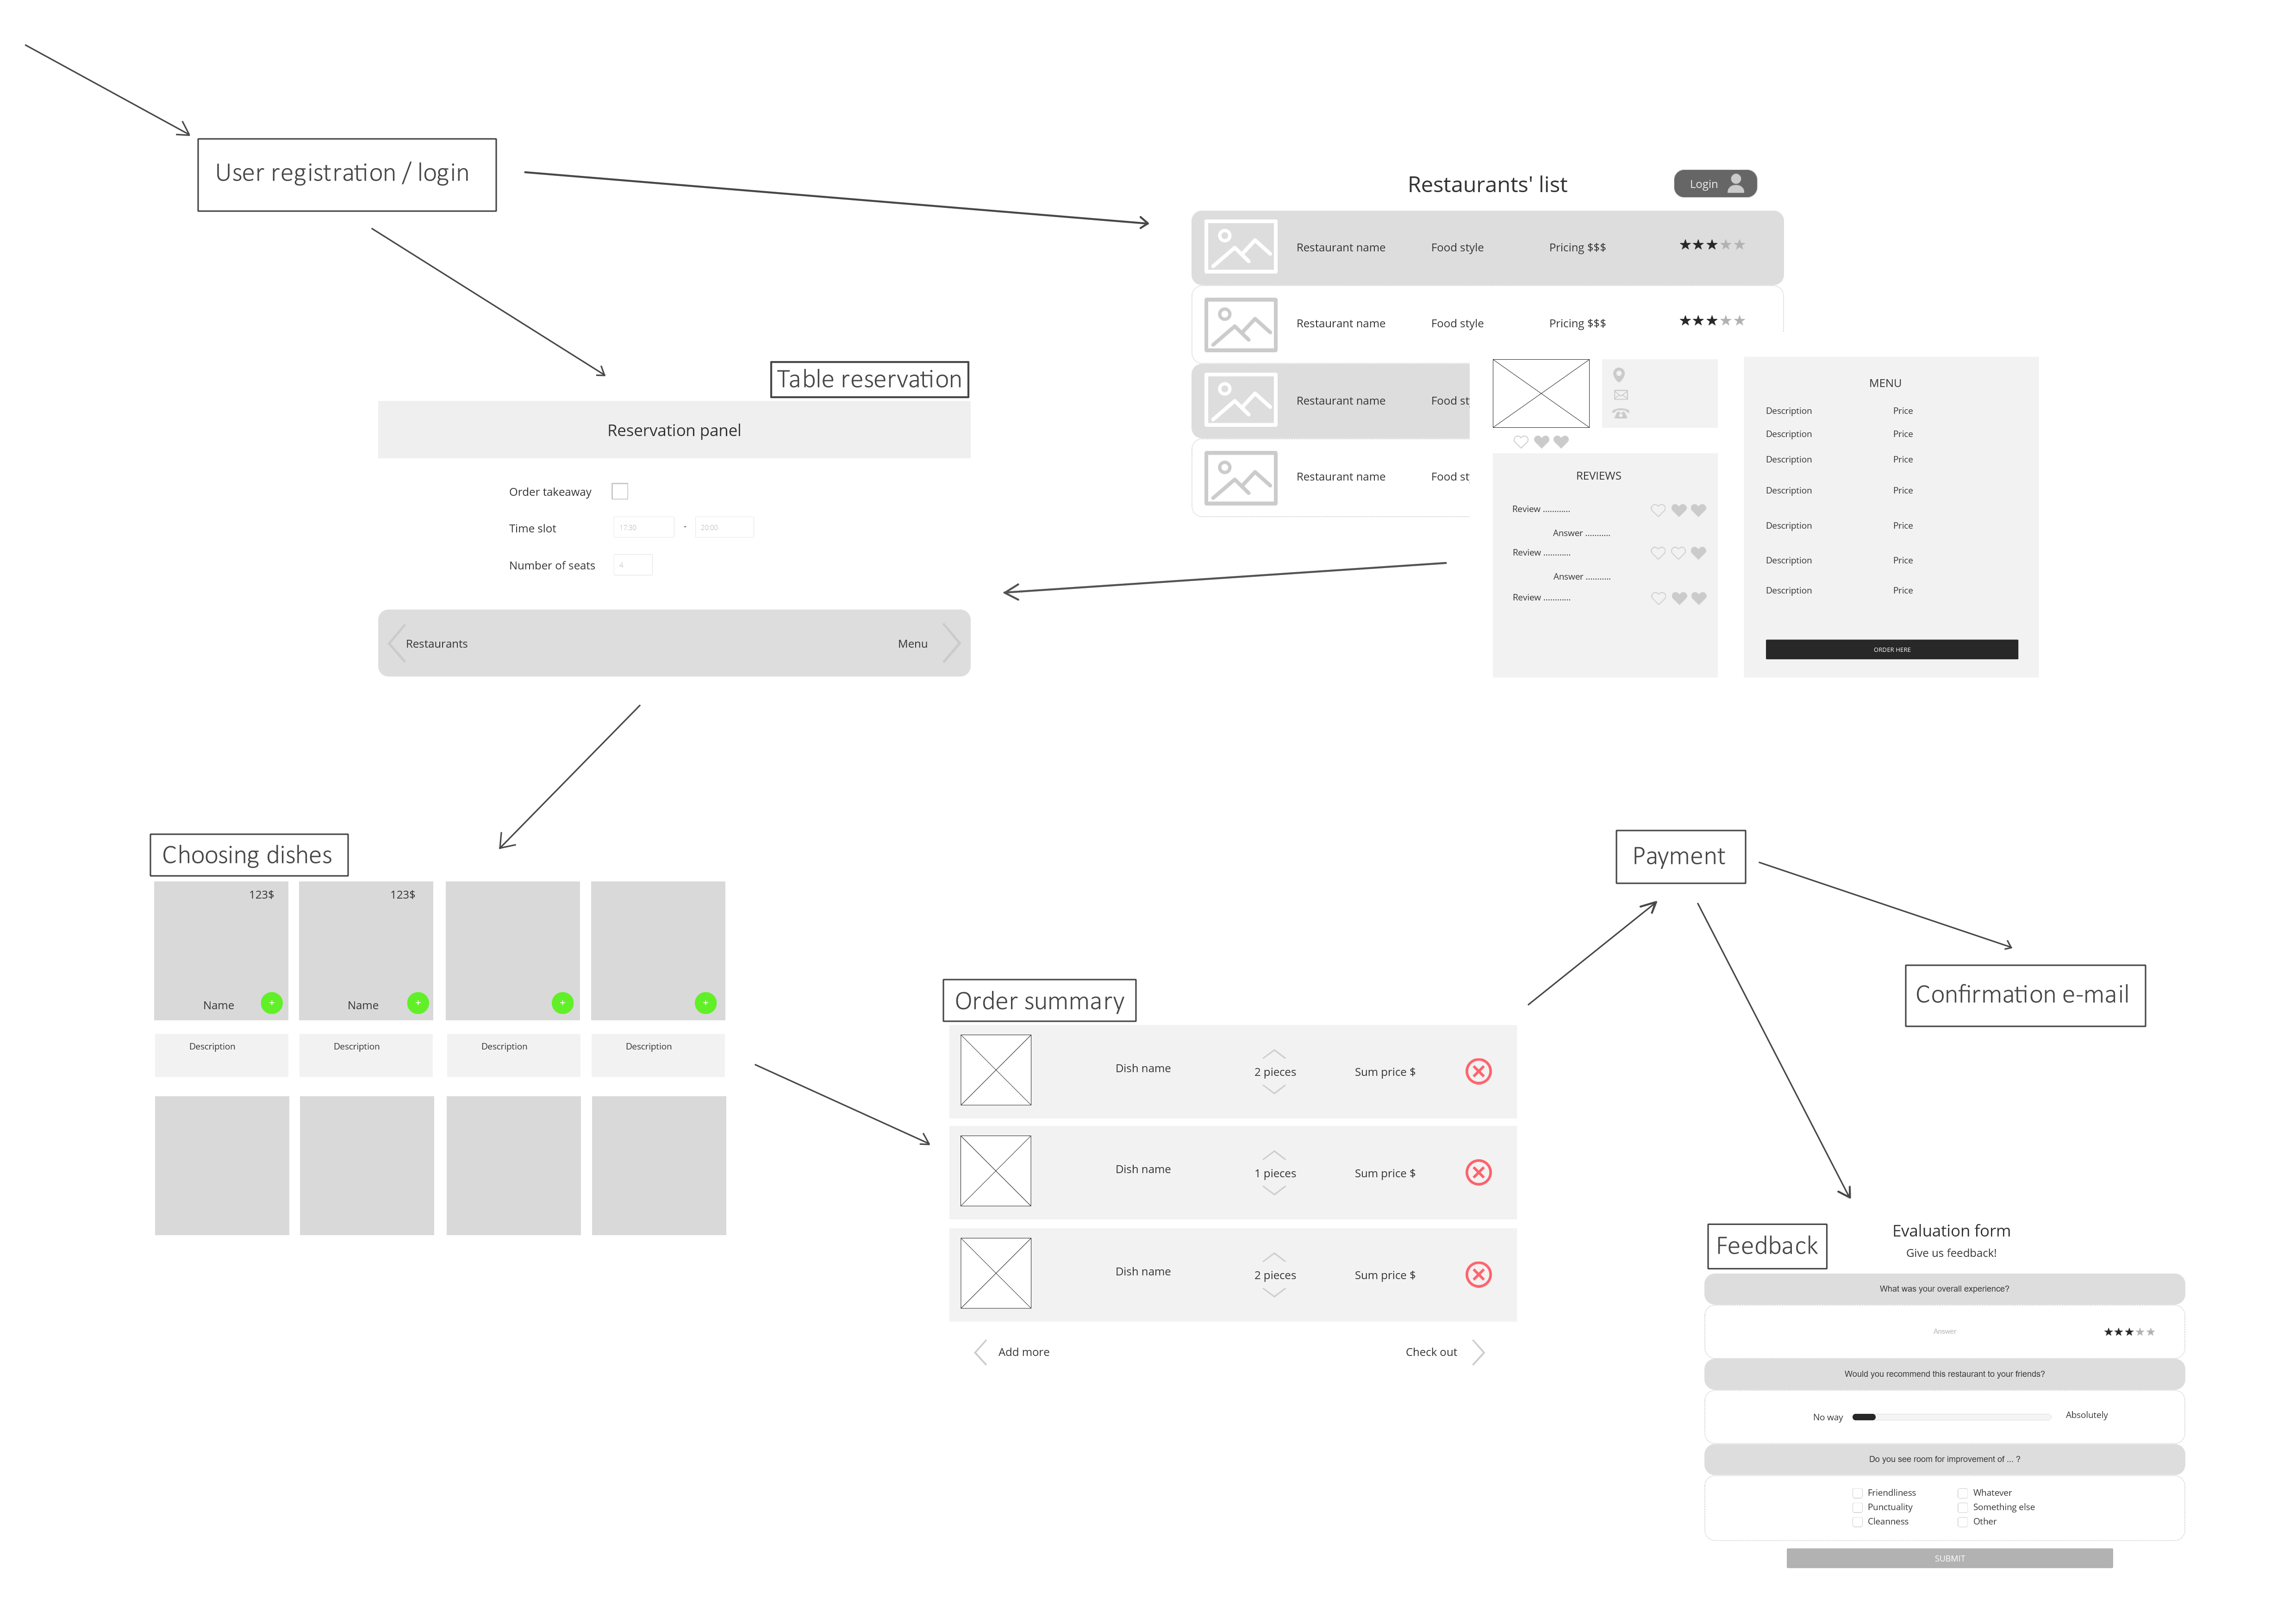 User registration / login
Restaurants' list
Login
Restaurant name Food style Pricing $$$
Restaurant name Food style Pricing $$$
Restaurant name Food st
Restaurant name Food st
MENU
Description Price
Description Price
Description Price
Description Price
Description Price
Description Price
Description Price
ORDER HERE
REVIEWS
Review ............
Answer ...........
Review ............
Answer ...........
Review ............
Table reservation
Reservation panel
Order takeaway
Time slot 17:30 - 20:00
Number of seats 4
Restaurants Menu
Choosing dishes
123$ 123$
Name + Name + + +
Description Description Description Description
Order summary
Dish name 2 pieces Sum price $
Dish name 1 pieces Sum price $
Dish name 2 pieces Sum price $
Add more Check out
Payment
Confirmation e-mail
Feedback
Evaluation form
Give us feedback!
What was your overall experience?
Answer
Would you recommend this restaurant to your friends?
No way Absolutely
Do you see room for improvement of ... ?
Friendliness Whatever
Punctuality Something else
Cleanness Other
SUBMIT